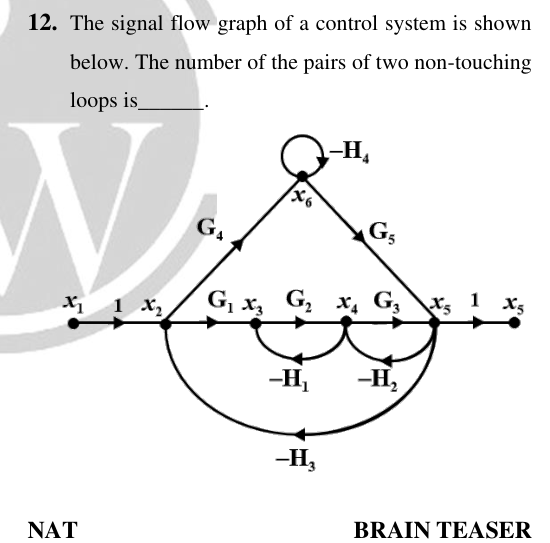 12. The signal flow graph of a control system is shown
below. The number of the pairs of two non-touching
loops is______.
–H₄
x₆
G₄
G₅
x₁ 1 x₂ G₁ x₃ G₂ x₄ G₃ x₅ 1 x₅
–H₁ –H₂
–H₃
NAT BRAIN TEASER